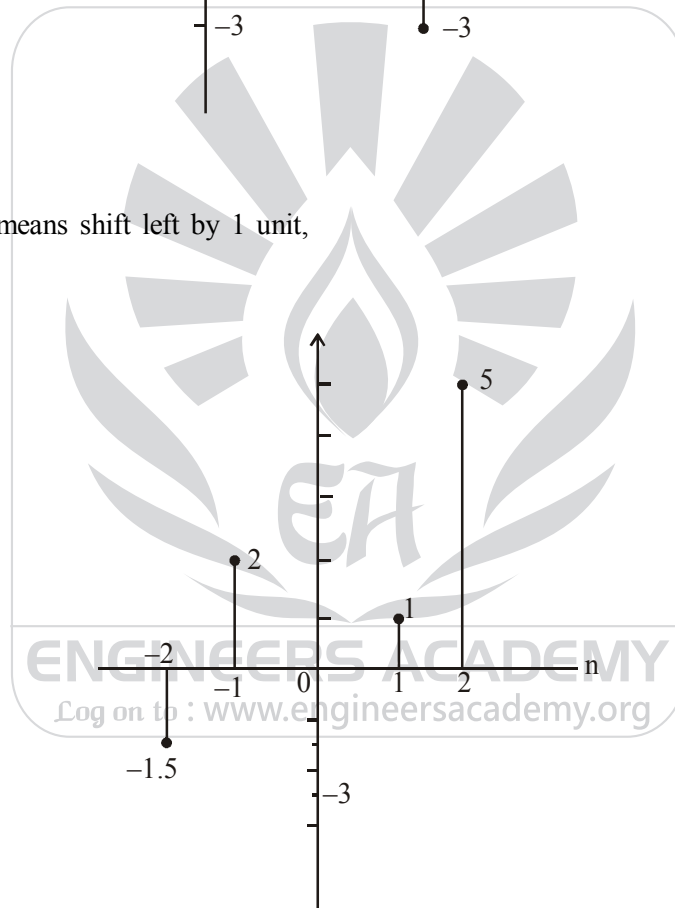 –3 –3
means shift left by 1 unit,
5
2
1
EA
ENGINEERS ACADEMY
–2
–1 0 1 2 n
Log on to : www.engineersacademy.org
–1.5
–3